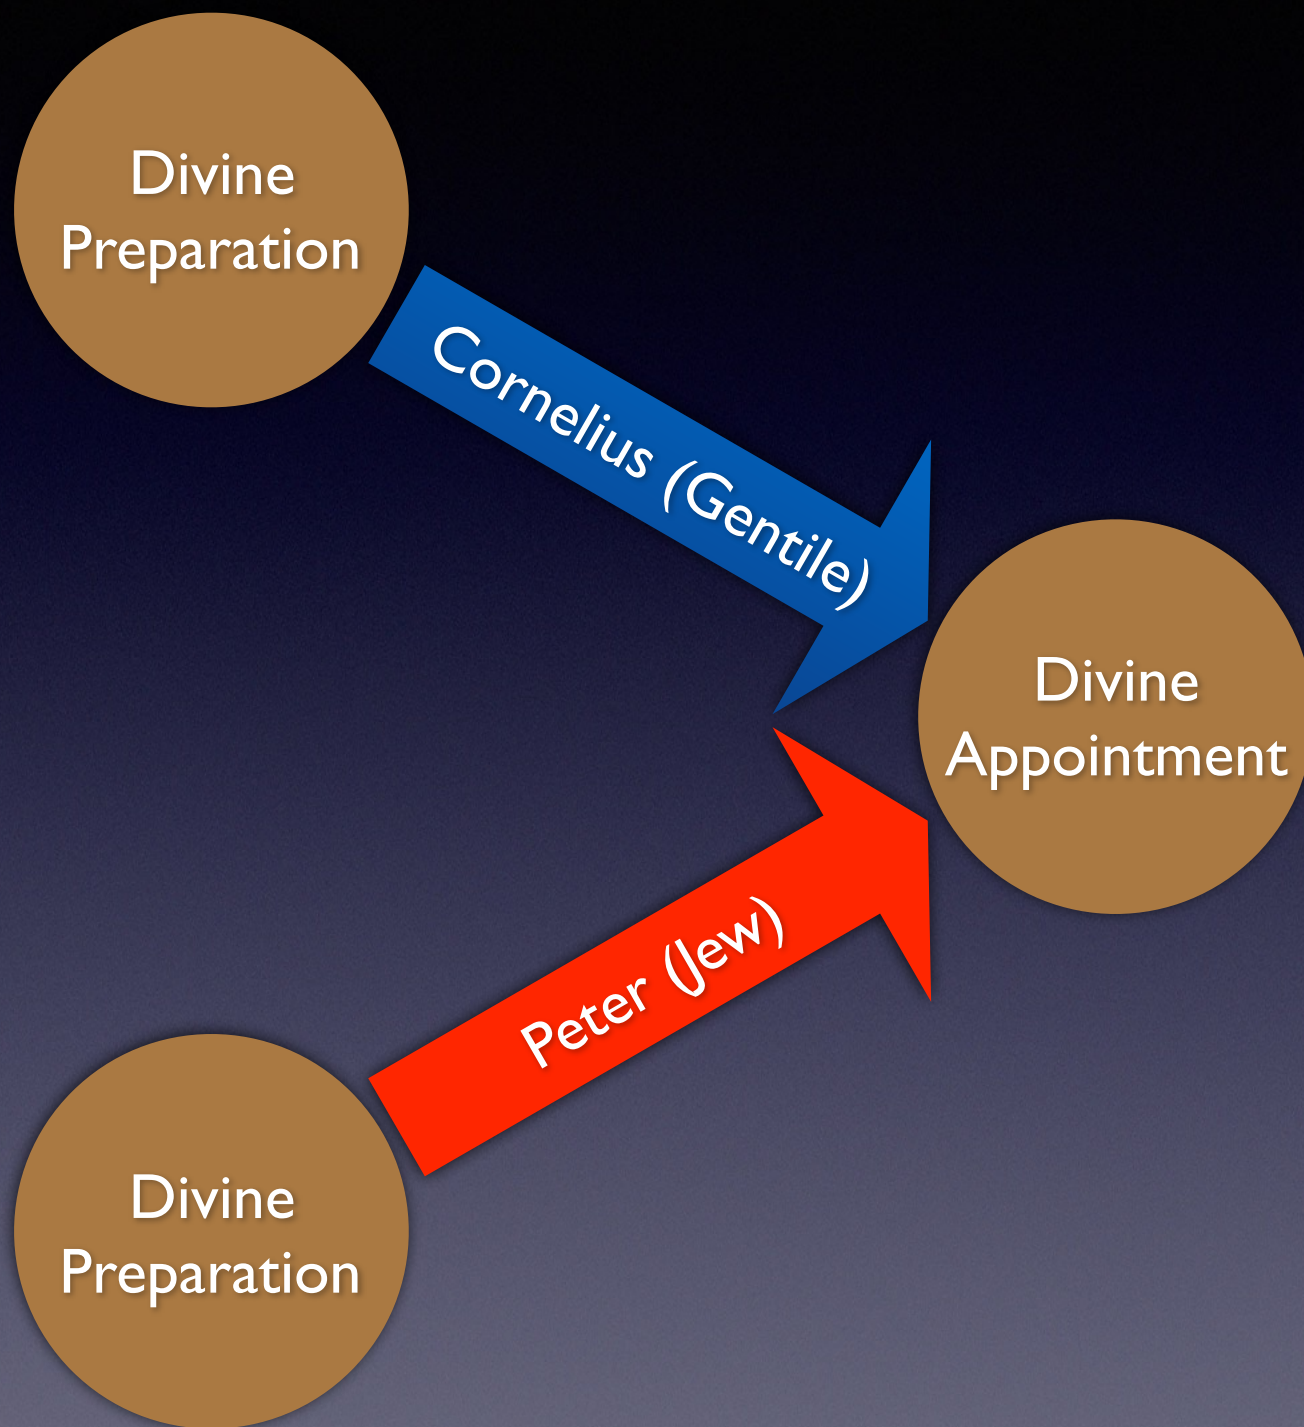 Divine
Preparation
Cornelius (Gentile)
Divine
Appointment
Peter (Jew)
Divine
Preparation